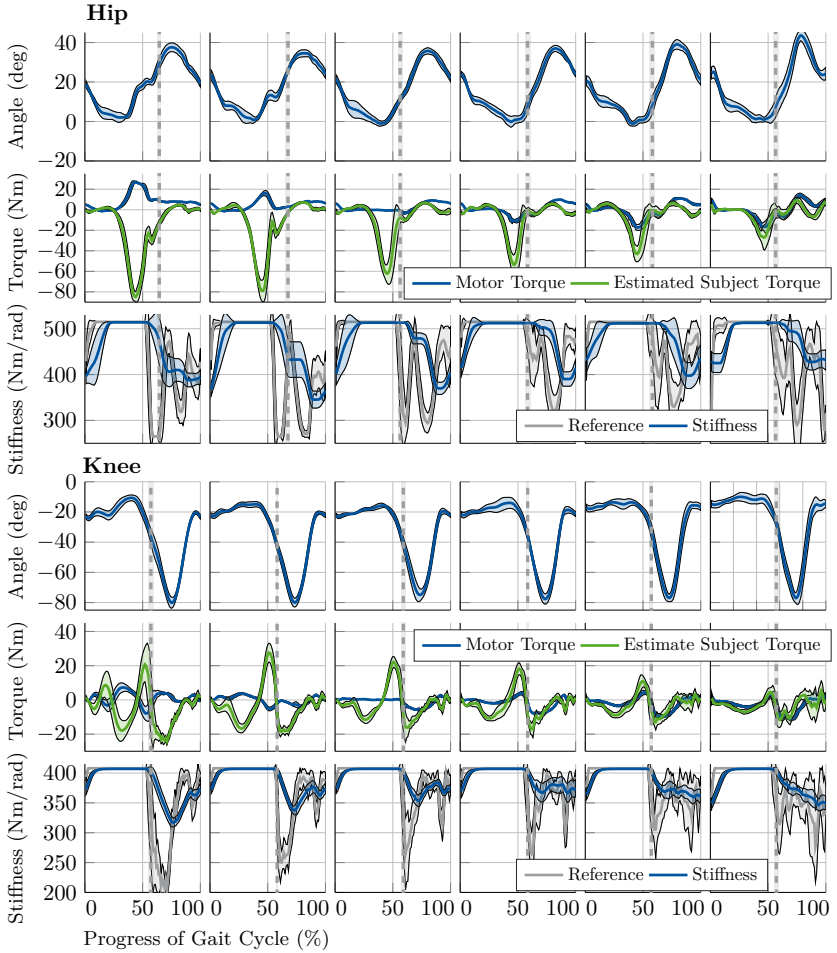 Hip
Angle (deg)
40
20
0
−20
Torque (Nm)
20
0
−20
−40
−60
−80
Motor Torque Estimated Subject Torque
Stiffness (Nm/rad)
500
400
300
Reference Stiffness
Knee
Angle (deg)
0
−20
−40
−60
−80
Torque (Nm)
40
20
0
−20
Motor Torque Estimate Subject Torque
Stiffness (Nm/rad)
400
350
300
250
200
Reference Stiffness
0 50 100 0 50 100 0 50 100 0 50 100 0 50 100 0 50 100
Progress of Gait Cycle (%)